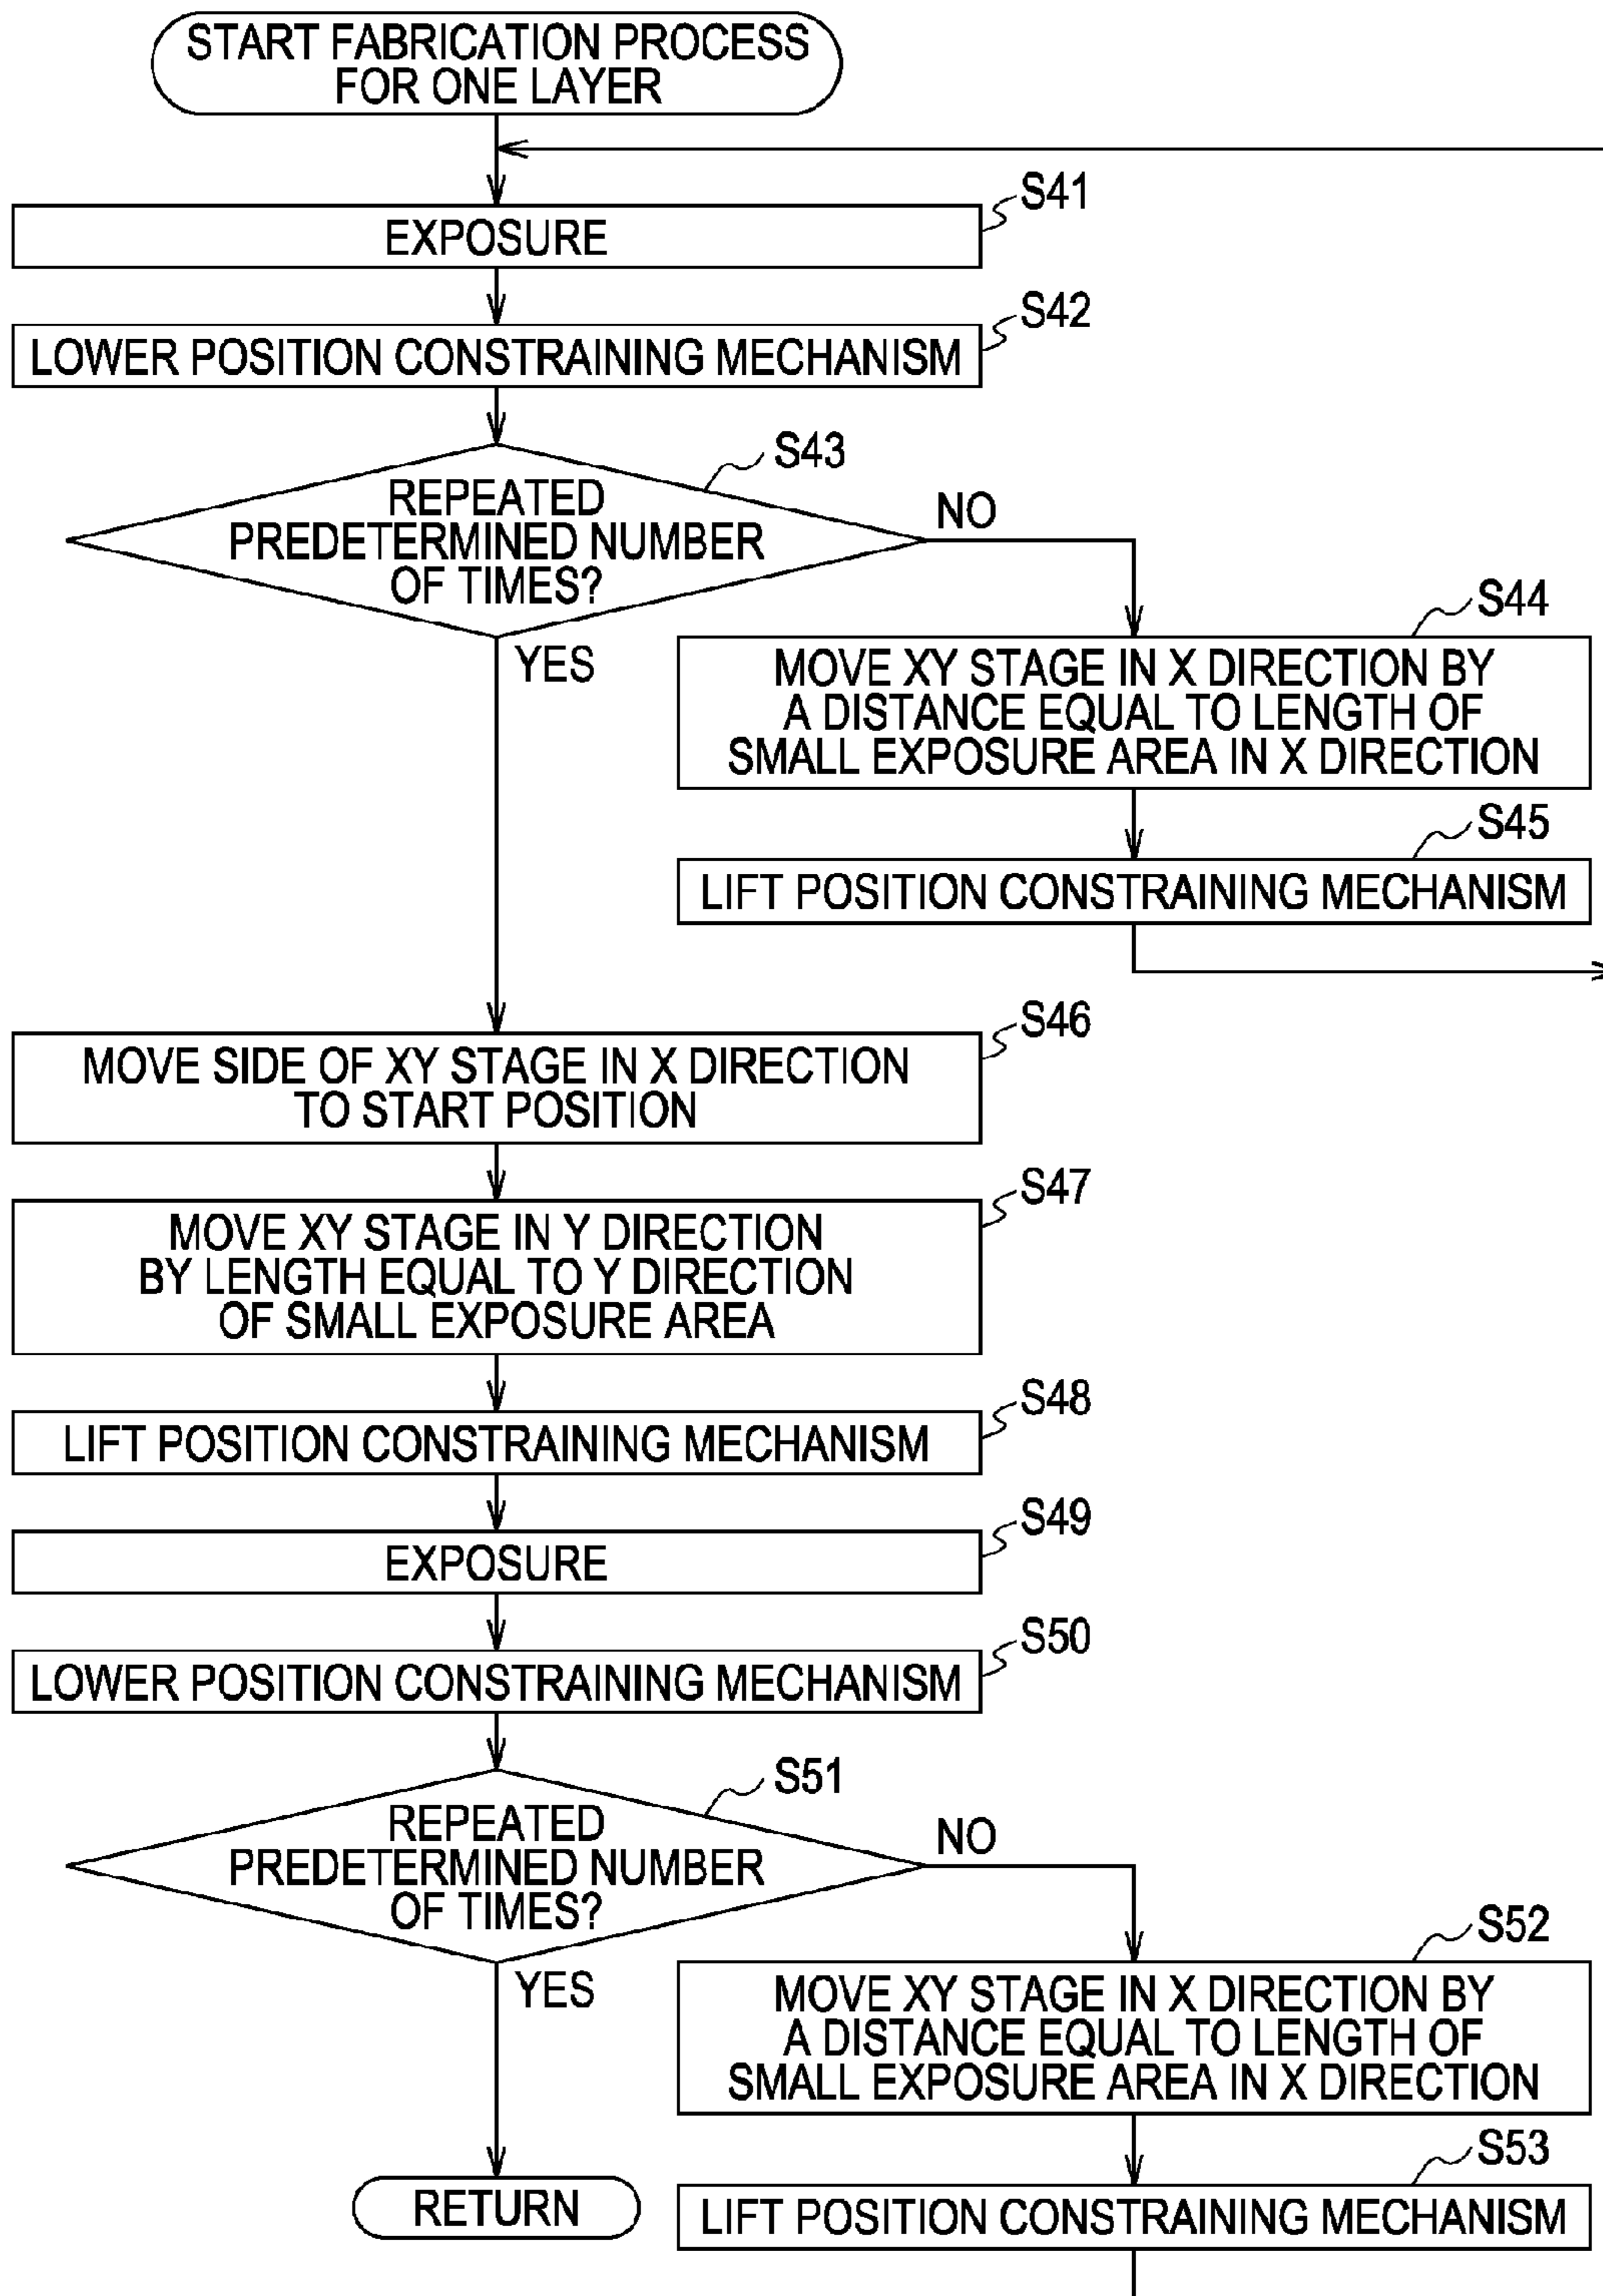 START FABRICATION PROCESS
FOR ONE LAYER
S41
EXPOSURE
S42
LOWER POSITION CONSTRAINING MECHANISM
S43
REPEATED
PREDETERMINED NUMBER
OF TIMES?
NO
YES
S44
MOVE XY STAGE IN X DIRECTION BY
A DISTANCE EQUAL TO LENGTH OF
SMALL EXPOSURE AREA IN X DIRECTION
S45
LIFT POSITION CONSTRAINING MECHANISM
S46
MOVE SIDE OF XY STAGE IN X DIRECTION
TO START POSITION
S47
MOVE XY STAGE IN Y DIRECTION
BY LENGTH EQUAL TO Y DIRECTION
OF SMALL EXPOSURE AREA
S48
LIFT POSITION CONSTRAINING MECHANISM
S49
EXPOSURE
S50
LOWER POSITION CONSTRAINING MECHANISM
S51
REPEATED
PREDETERMINED NUMBER
OF TIMES?
NO
YES
S52
MOVE XY STAGE IN X DIRECTION BY
A DISTANCE EQUAL TO LENGTH OF
SMALL EXPOSURE AREA IN X DIRECTION
S53
LIFT POSITION CONSTRAINING MECHANISM
RETURN